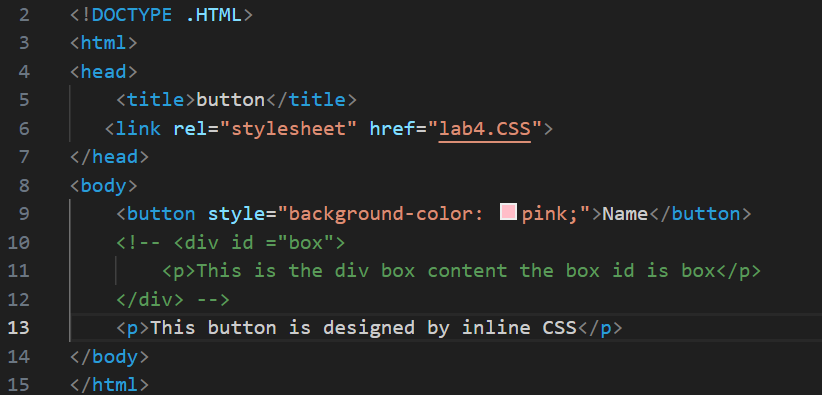 2 <!DOCTYPE .HTML>
3 <html>
4 <head>
5 <title>button</title>
6 <link rel="stylesheet" href="lab4.CSS">
7 </head>
8 <body>
9 <button style="background-color: pink;">Name</button>
10 <!-- <div id ="box">
11 <p>This is the div box content the box id is box</p>
12 </div> -->
13 <p>This button is designed by inline CSS</p>
14 </body>
15 </html>